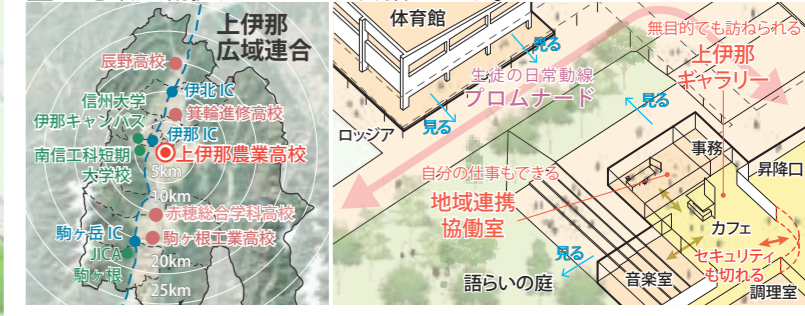 上伊那
広域連合
辰野高校
伊北 IC
信州大学
伊那キャンパス
箕輪進修高校
伊那 IC
上伊那農業高校
南信工科短期
大学校
5km
10km
赤穂総合学科高校
駒ヶ岳 IC
駒ヶ根工業高校
JICA
駒ヶ根
20km
25km
体育館
見る
生徒の日常動線
プロムナード
見る
見る
ロッジア
無目的でも訪ねられる
上伊那
ギャラリー
事務
昇降口
自分の仕事もできる
地域連携
協働室
カフェ
見る
セキュリティ
も切れる
語らいの庭
音楽室
調理室